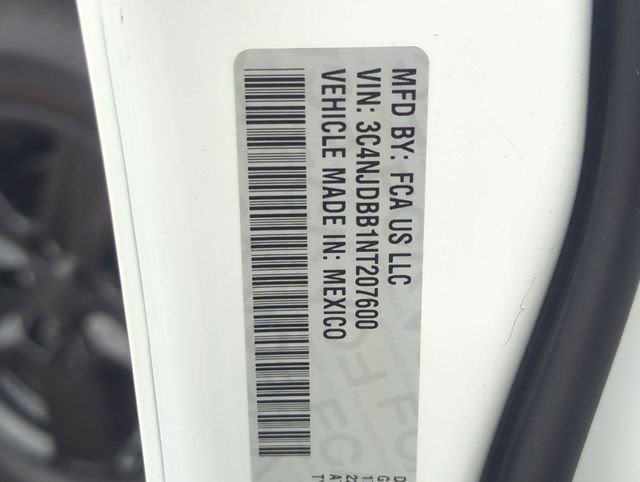 MFD BY: FCA US LLC
VIN: 3C4NJDBB1NT207600
VEHICLE MADE IN: MEXICO